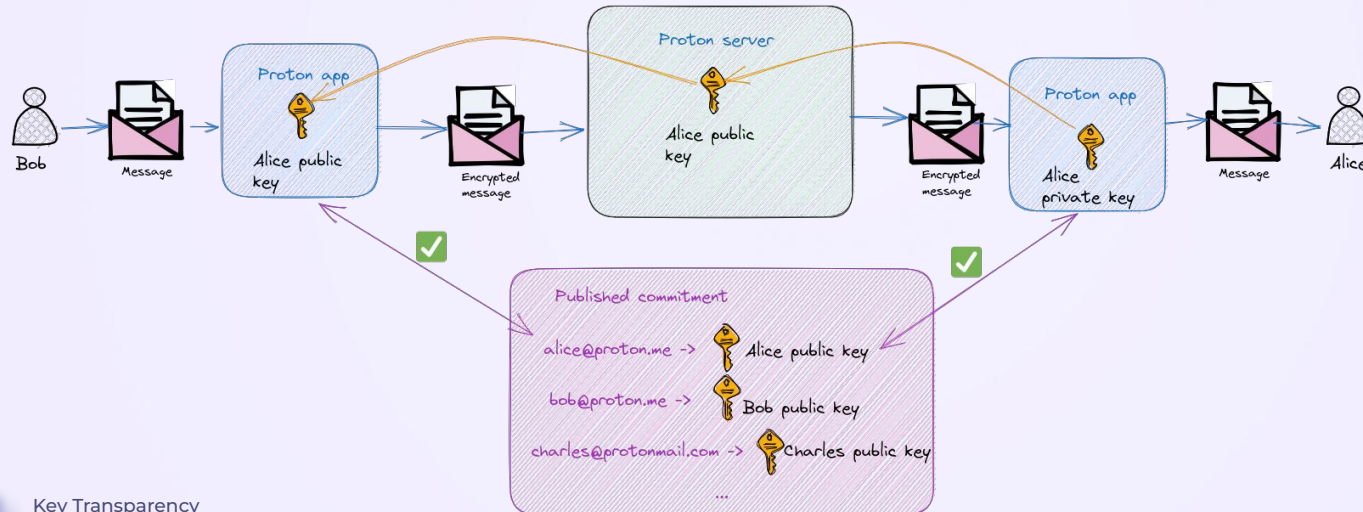 Proton server
Proton app
Proton app
Alice public
key
Alice public
key
Alice
private key
Bob
Message
Encrypted
message
Encrypted
message
Message
Alice
Published commitment
alice@proton.me -> Alice public key
bob@proton.me -> Bob public key
charles@protonmail.com -> Charles public key
...
Key Transparency